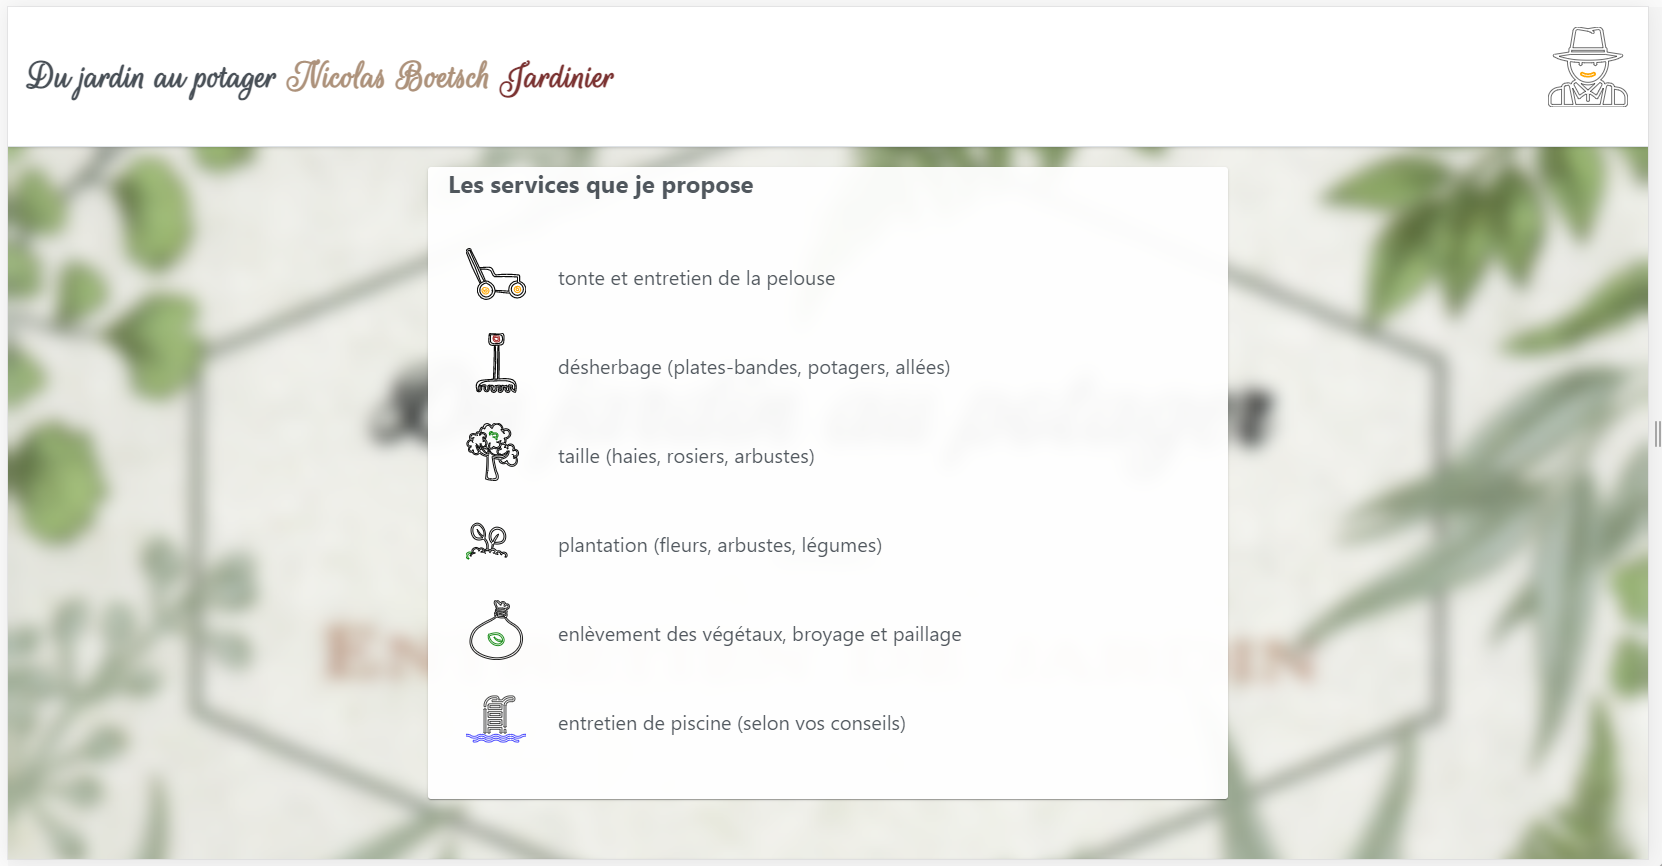 Du jardin au potager Nicolas Boetsch Jardinier
Les services que je propose
tonte et entretien de la pelouse
désherbage (plates-bandes, potagers, allées)
taille (haies, rosiers, arbustes)
plantation (fleurs, arbustes, légumes)
enlèvement des végétaux, broyage et paillage
entretien de piscine (selon vos conseils)